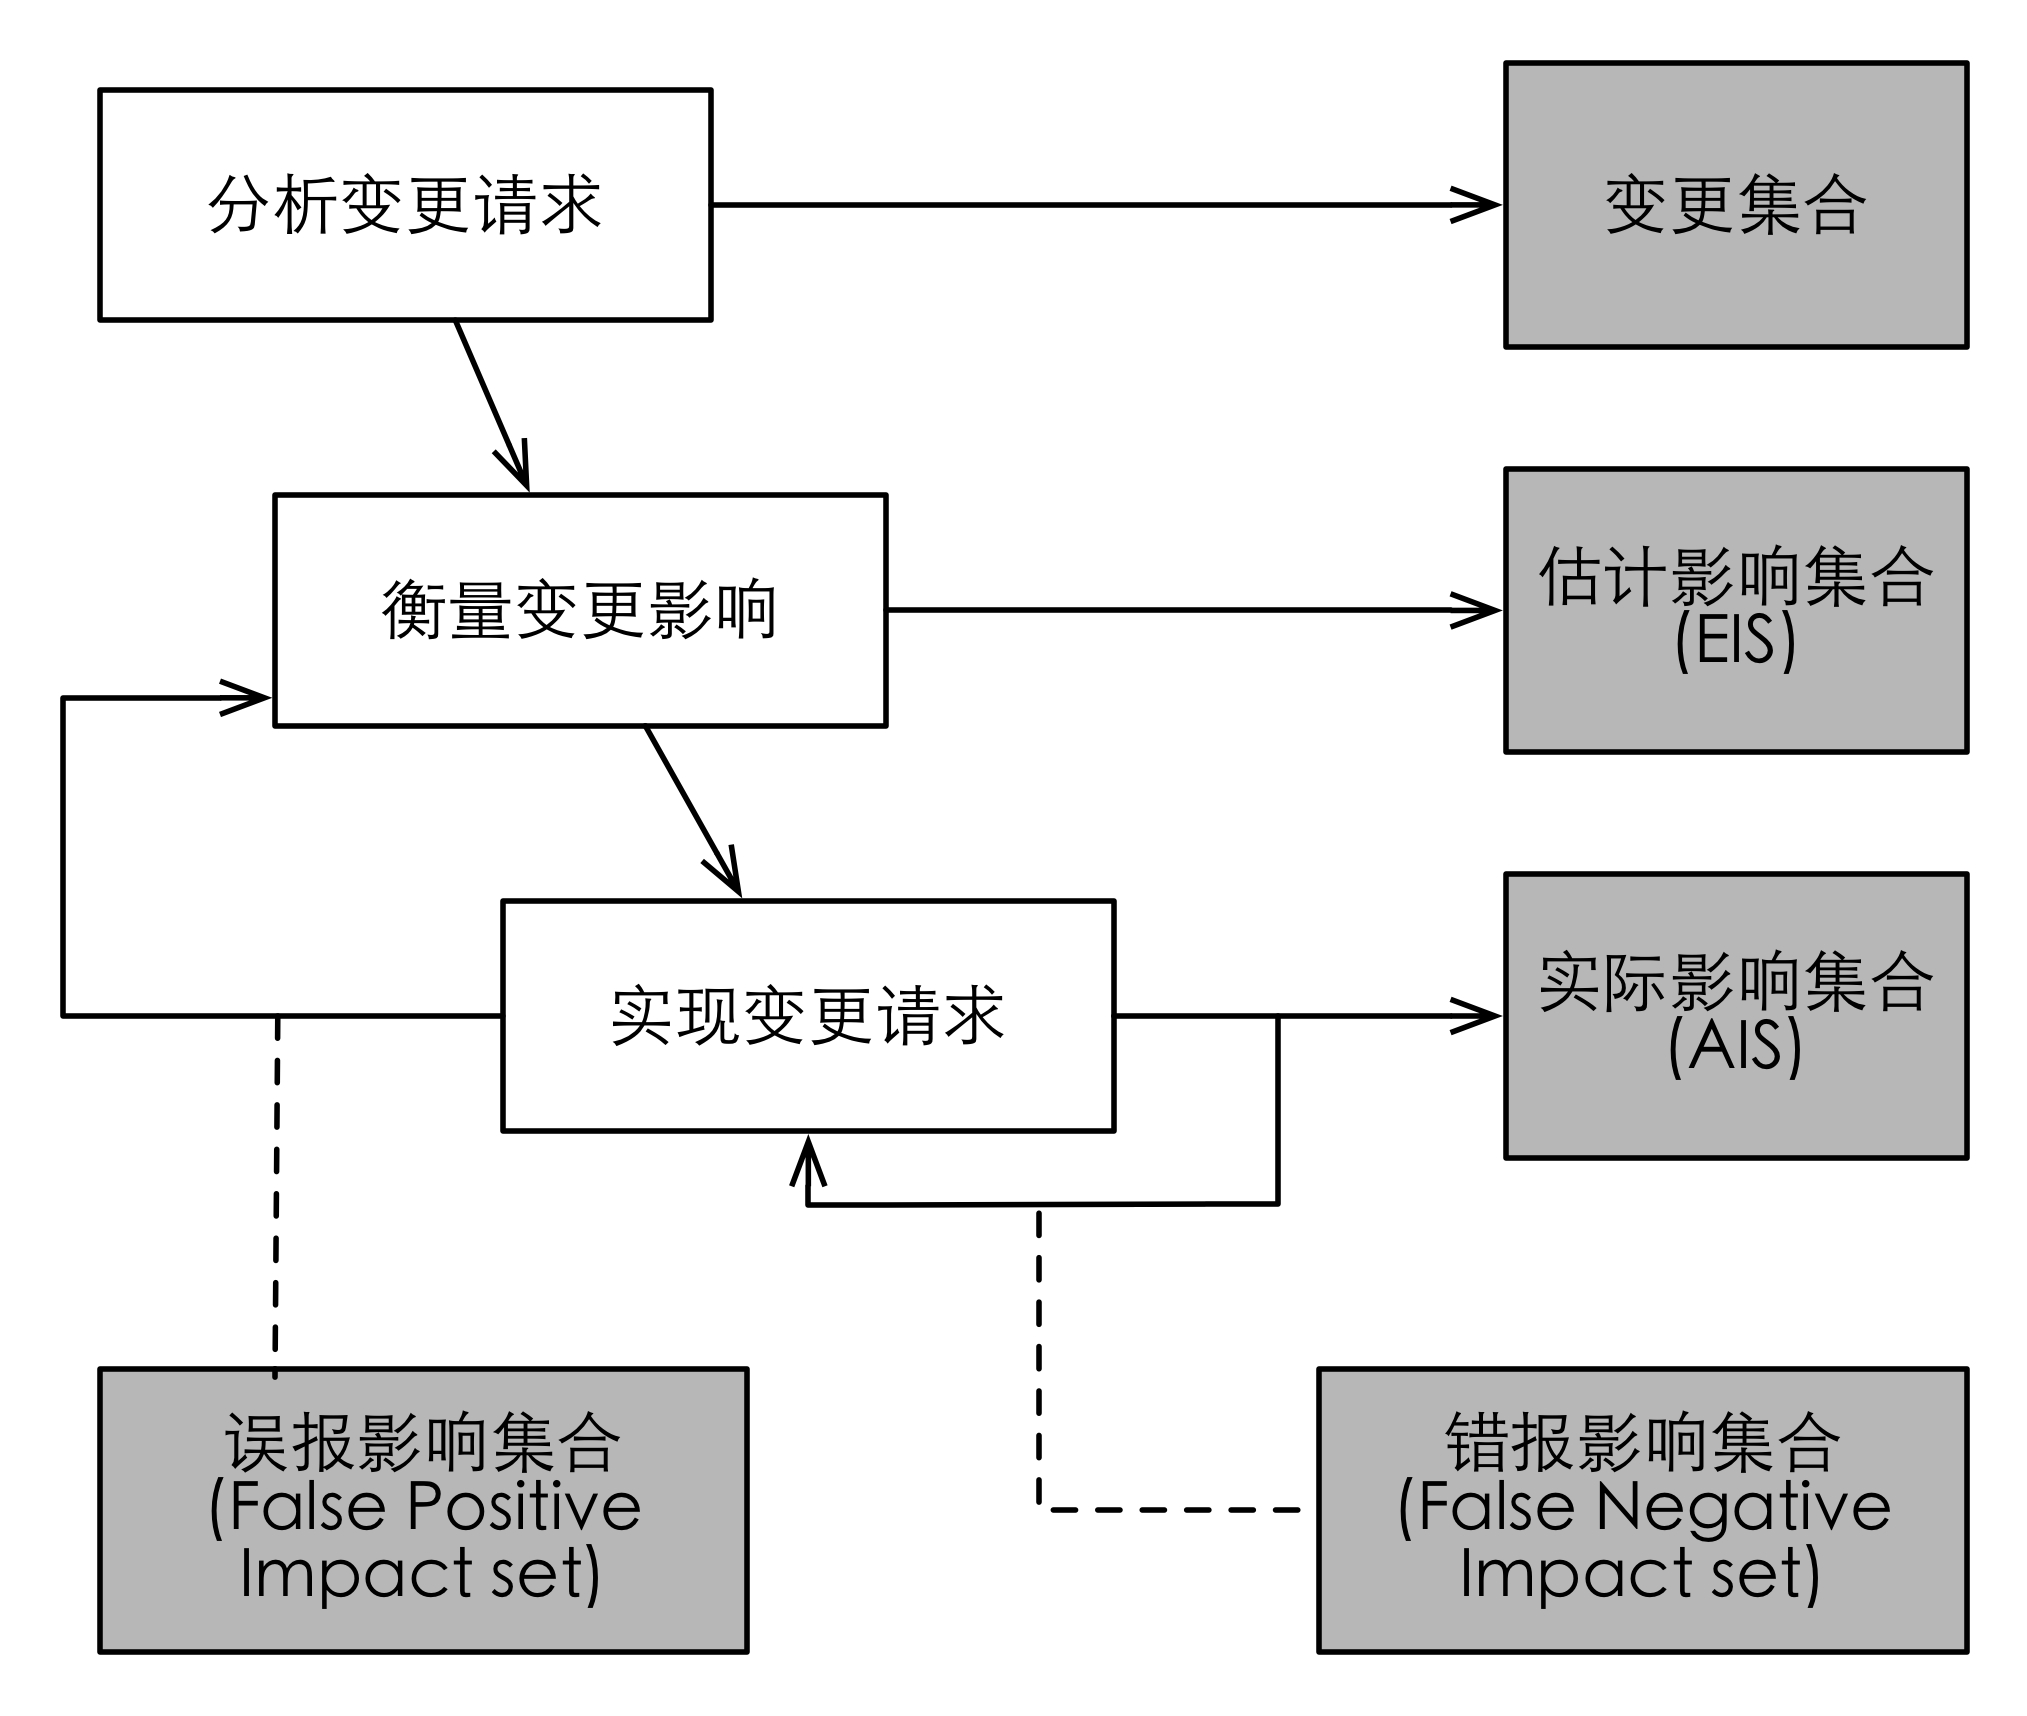 分析变更请求
变更集合
衡量变更影响
估计影响集合
(EIS)
实现变更请求
实际影响集合
(AIS)
误报影响集合
(False Positive
Impact set)
错报影响集合
(False Negative
Impact set)